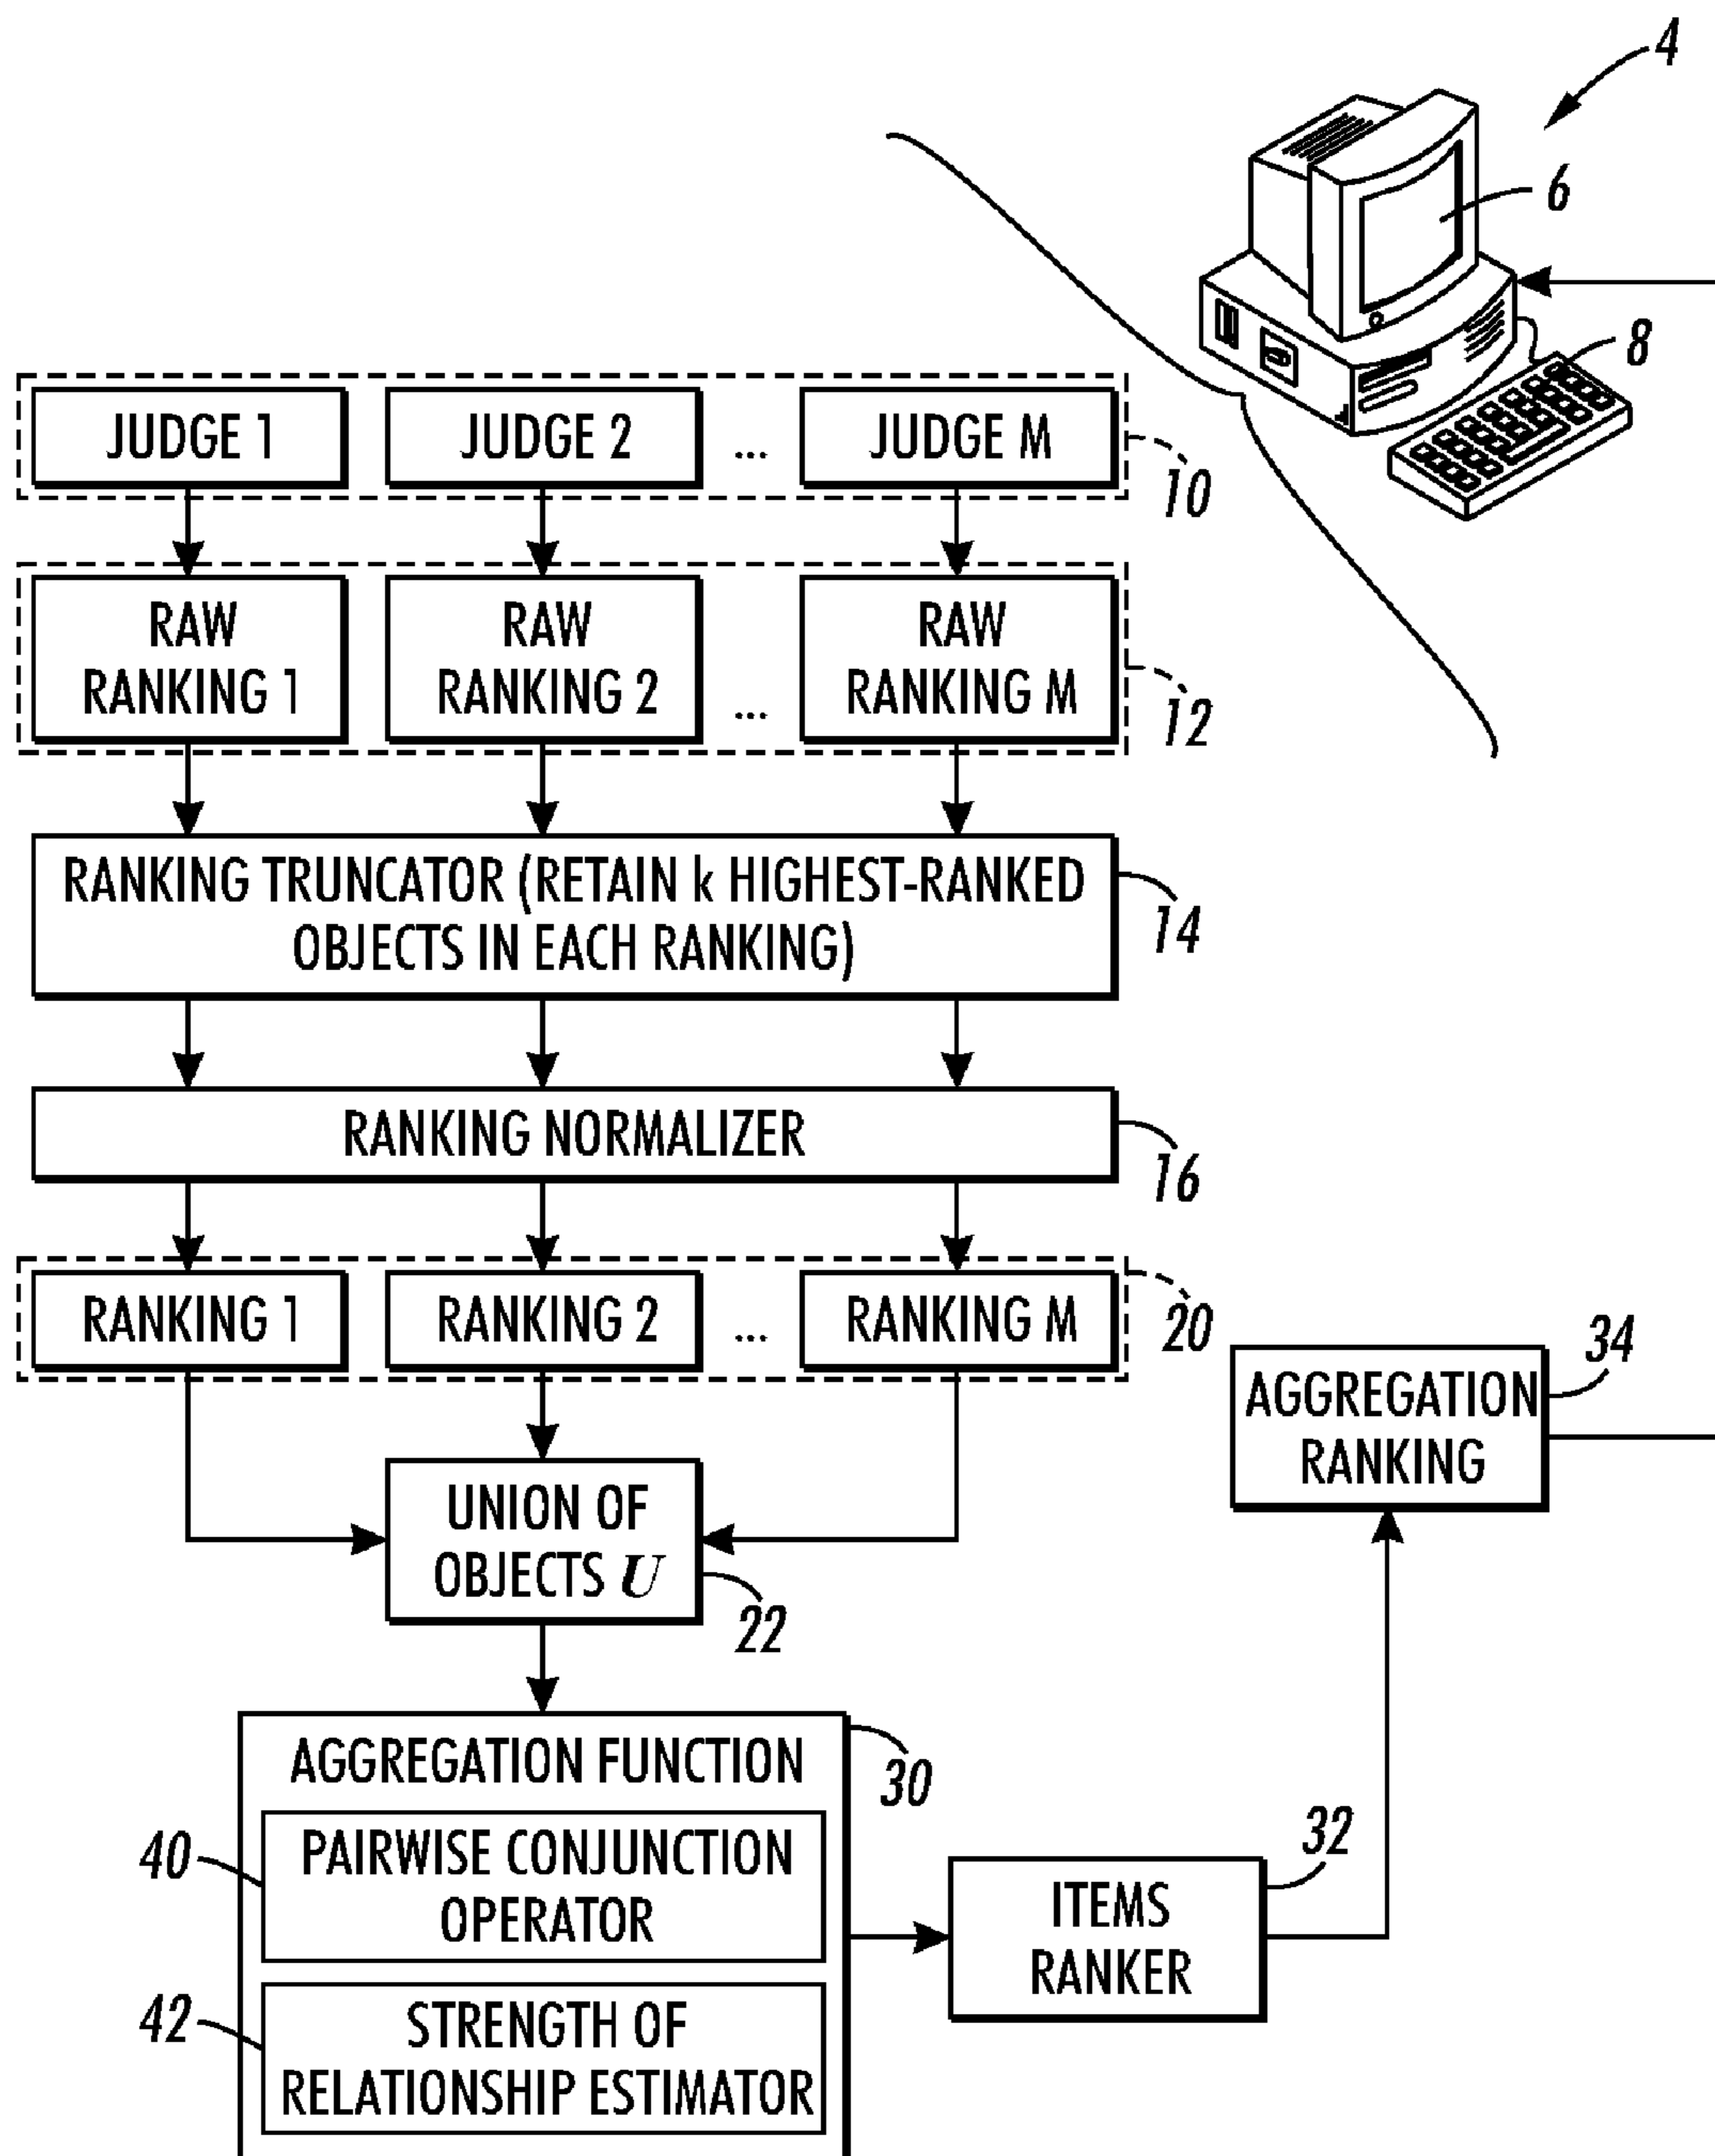 4
6
8
JUDGE 1
JUDGE 2
...
JUDGE M
10
RAW
RANKING 1
RAW
RANKING 2
...
RAW
RANKING M
12
RANKING TRUNCATOR (RETAIN k HIGHEST-RANKED
OBJECTS IN EACH RANKING)
14
RANKING NORMALIZER
16
RANKING 1
RANKING 2
...
RANKING M
20
UNION OF
OBJECTS U
22
AGGREGATION FUNCTION
30
40
PAIRWISE CONJUNCTION
OPERATOR
42
STRENGTH OF
RELATIONSHIP ESTIMATOR
ITEMS
RANKER
32
AGGREGATION
RANKING
34